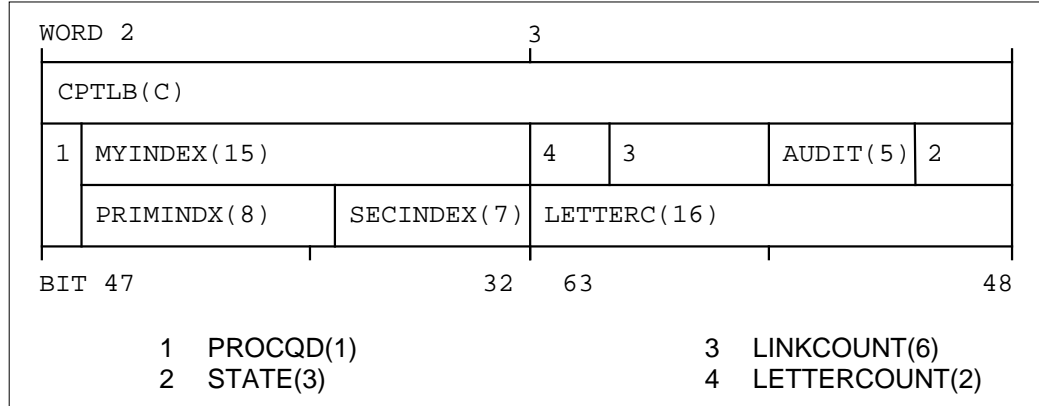 WORD 2 3
CPTLB(C)
1 MYINDEX(15) 4 3 AUDIT(5) 2
PRIMINDX(8) SECINDEX(7) LETTERC(16)
BIT 47 32 63 48
1 PROCQD(1) 3 LINKCOUNT(6)
2 STATE(3) 4 LETTERCOUNT(2)